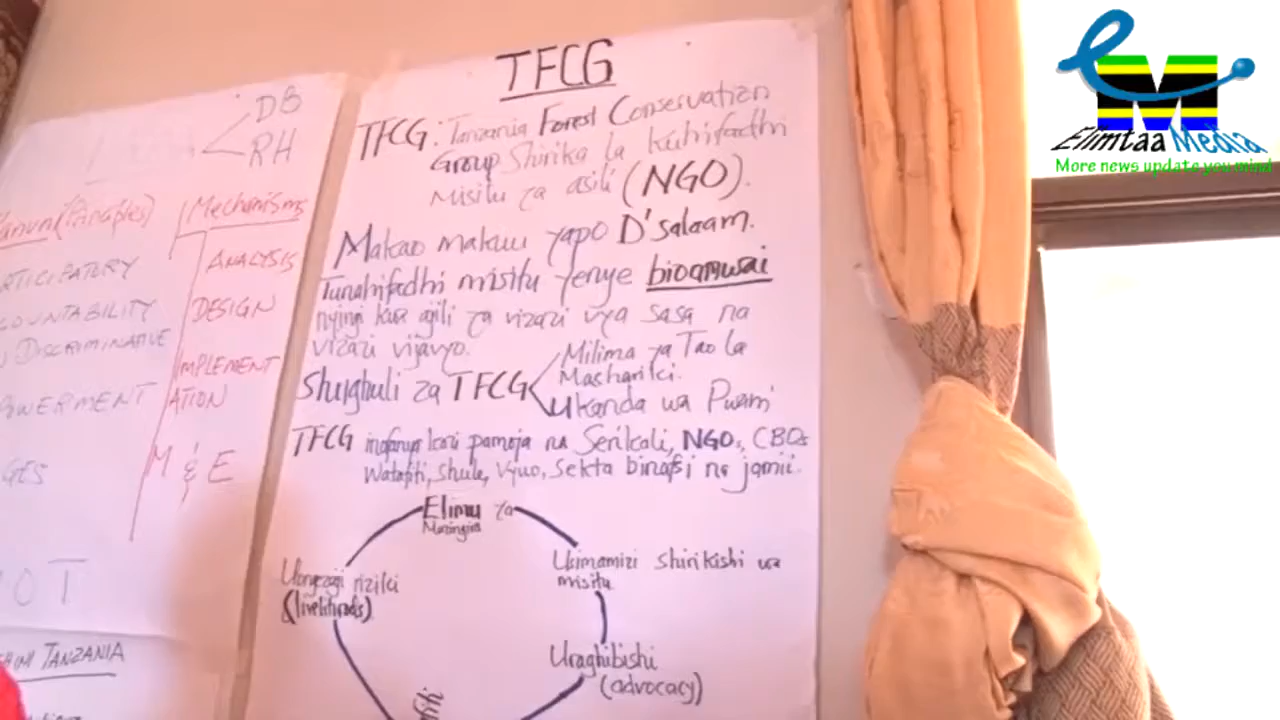 DB
RH
Mechanisms
ANALYSIS
DESIGN
IMPLEMENT
ATION
M & E
TANZANIA
TFCG
TFCG: Tanzania Forest Conservation
Group Shirika la Kuhifadhi
Misitu ya asili (NGO).
Makao makuu yapo D'salaam.
Tunahifadhi misitu yenye bioanuwai
nyingi kwa ajili ya vizazi vya sasa na
vizazi vijavyo.
Milima ya Tao la
Mashariki.
Shughuli za TFCG
Ukanda wa Pwani
TFCG inafanya kazi pamoja na Serikali, NGOs, CBOs
Watafiti, Shule, Vyuo, Sekta binafsi na jamii.
Elimu ya
Mazingira
Usimamizi shirikishi wa
misitu
Uraghibishi
(advocacy)
riziki
(livelihoods)
eM
Elimtaa Media
More news update you mind